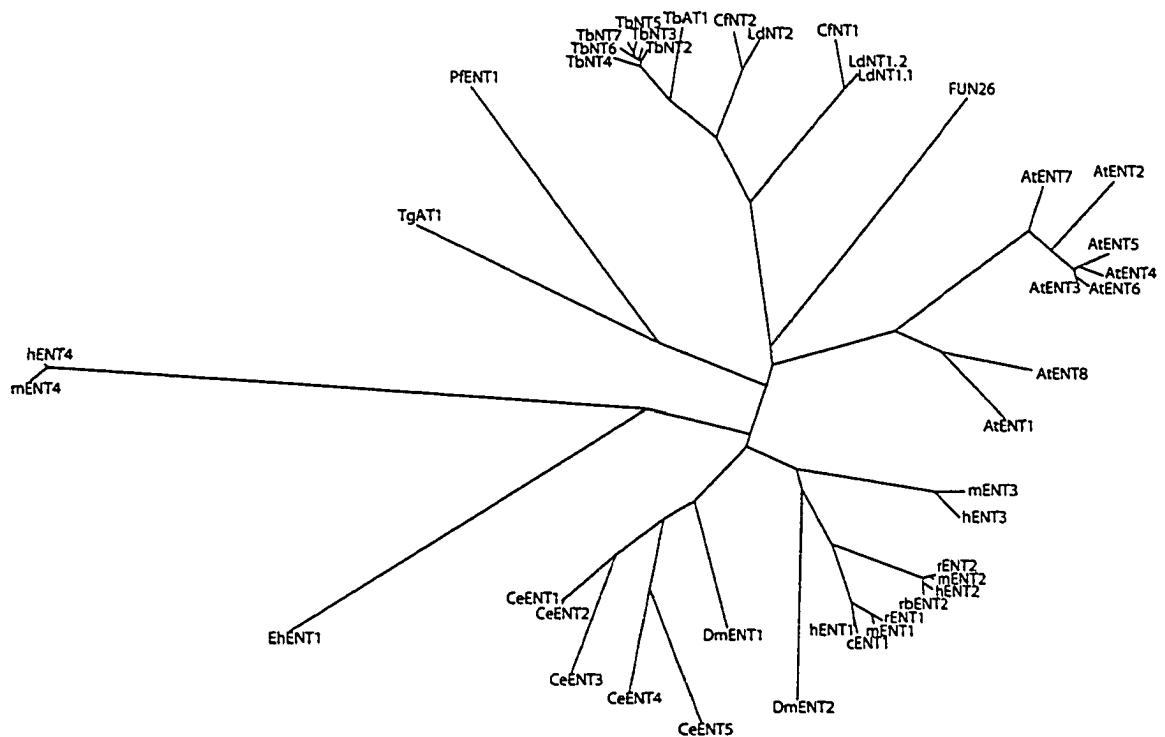 TbNT5
TbAT1
CfNT2
TbNT7
TbNT3
LdNT2
CfNT1
TbNT6
TbNT2
TbNT4
LdNT1.2
LdNT1.1
PfENT1
FUN26
AtENT7
AtENT2
TgAT1
AtENT5
AtENT4
AtENT3
AtENT6
hENT4
mENT4
AtENT8
AtENT1
mENT3
hENT3
rENT2
mENT2
hENT2
rbENT2
CeENT1
CeENT2
rENT1
hENT1
mENT1
cENT1
EhENT1
DmENT1
CeENT3
CeENT4
DmENT2
CeENT5